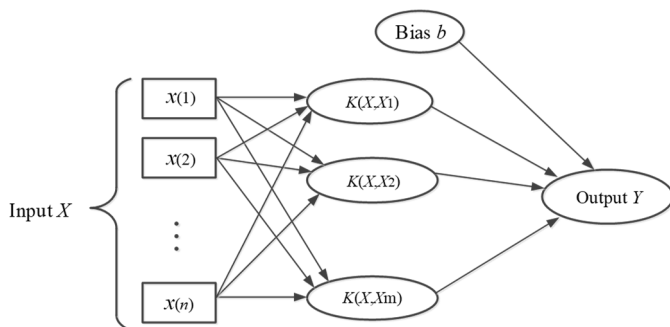 Bias b
x(1)
K(X,X1)
x(2)
K(X,X2)
Input X
Output Y
⋮
x(n)
K(X,Xm)